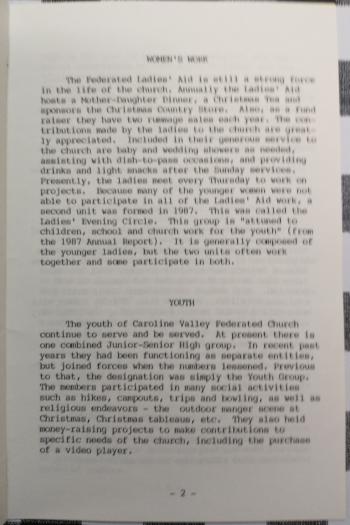 WOMEN'S WORK
The Federated Ladies' Aid is still a strong force
in the life of the church. Annually the Ladies' Aid
hosts a Mother-Daughter Dinner, a Christmas Tea and
sponsors the Christmas Country Store. Also, as a fund
raiser they have two rummage sales each year. The con-
tributions made by the ladies to the church are great-
ly appreciated. Included in their generous service to
the church are baby and wedding showers as needed,
assisting with dish-to-pass occasions, and providing
drinks and light snacks after the Sunday services.
Presently, the ladies meet every Thursday to work on
projects. Because many of the younger women were not
able to participate in all of the Ladies' Aid work, a
second unit was formed in 1987. This was called the
Ladies' Evening Circle. This group is "attuned to
children, school and church work for the youth" (from
the 1987 Annual Report). It is generally composed of
the younger ladies, but the two units often work
together and some participate in both.
YOUTH
The youth of Caroline Valley Federated Church
continue to serve and be served. At present there is
one combined Junior-Senior High group. In recent past
years they had been functioning as separate entities,
but joined forces when the numbers lessened. Previous
to that, the designation was simply the Youth Group.
The members participated in many social activities
such as hikes, campouts, trips and bowling, as well as
religious endeavors - the outdoor manger scene at
Christmas, Christmas tableaus, etc. They also held
money-raising projects to make contributions to
specific needs of the church, including the purchase
of a video player.
- 2 -